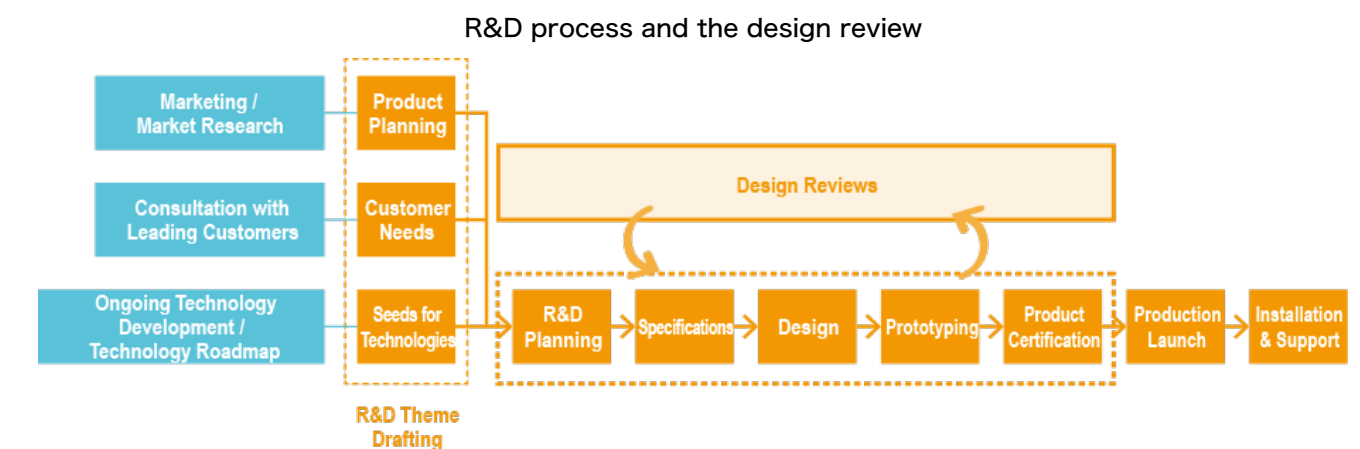 R&D process and the design review
Marketing /
Market Research
Product
Planning
Design Reviews
Consultation with
Leading Customers
Customer
Needs
Ongoing Technology
Development /
Technology Roadmap
Seeds for
Technologies
R&D
Planning
Specifications
Design
Prototyping
Product
Certification
Production
Launch
Installation
& Support
R&D Theme
Drafting